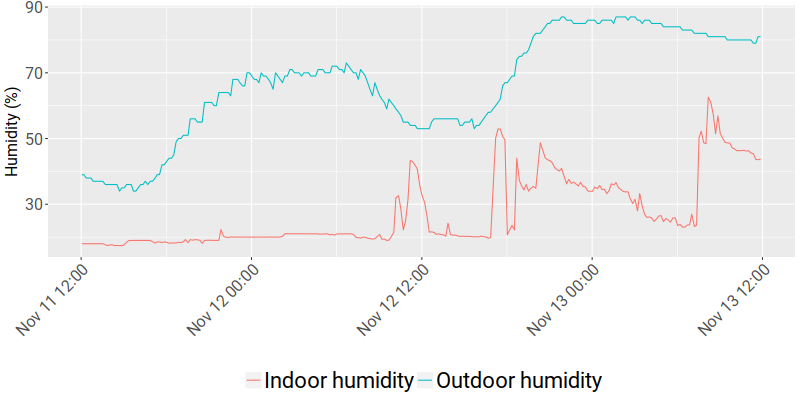 90
70
50
30
Humidity (%)
Nov 11 12:00
Nov 12 00:00
Nov 12 12:00
Nov 13 00:00
Nov 13 12:00
Indoor humidity Outdoor humidity